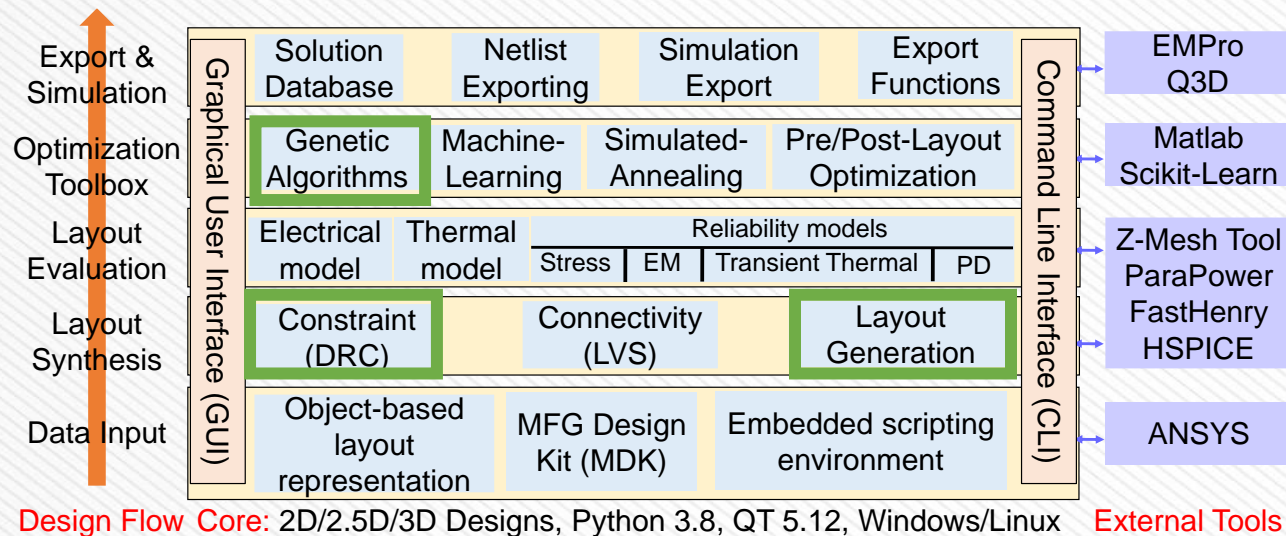 Export &
Simulation
Solution
Database
Netlist
Exporting
Simulation
Export
Export
Functions
EMPro
Q3D
Optimization
Toolbox
Genetic
Algorithms
Machine-
Learning
Simulated-
Annealing
Pre/Post-Layout
Optimization
Matlab
Scikit-Learn
Layout
Evaluation
Electrical
model
Thermal
model
Reliability models
Stress
EM
Transient Thermal
PD
Z-Mesh Tool
ParaPower
FastHenry
HSPICE
Layout
Synthesis
Constraint
(DRC)
Connectivity
(LVS)
Layout
Generation
Data Input
Object-based
layout
representation
MFG Design
Kit (MDK)
Embedded scripting
environment
ANSYS
Graphical User Interface (GUI)
Command Line Interface (CLI)
Design Flow Core: 2D/2.5D/3D Designs, Python 3.8, QT 5.12, Windows/Linux
External Tools